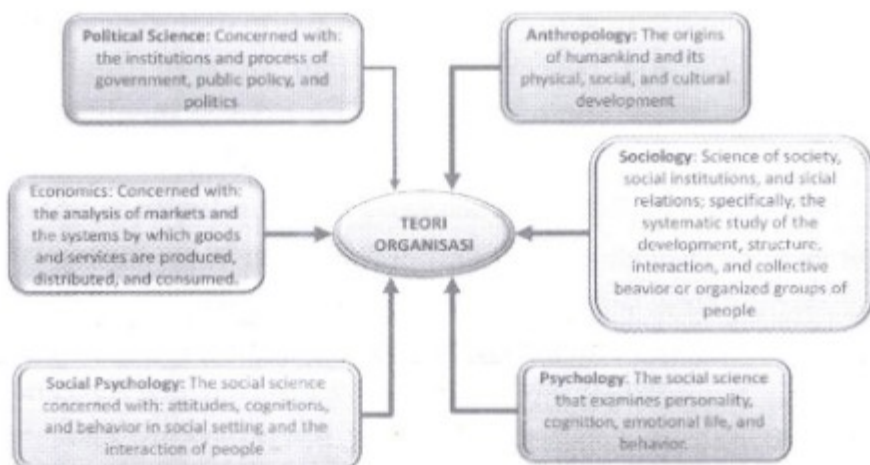 Political Science: Concerned with:
the institutions and process of
government, public policy, and
politics
Anthropology: The origins
of humankind and its
physical, social, and cultural
development
Economics: Concerned with:
the analysis of markets and
the systems by which goods
and services are produced,
distributed, and consumed.
TEORI
ORGANISASI
Sociology: Science of society,
social institutions, and sicial
relations; specifically, the
systematic study of the
development, structure,
interaction, and collective
beavior or organized groups of
people
Social Psychology: The social science
concerned with: attitudes, cognitions,
and behavior in social setting and the
interaction of people
Psychology: The social science
that examines personality,
cognition, emotional life, and
behavior.